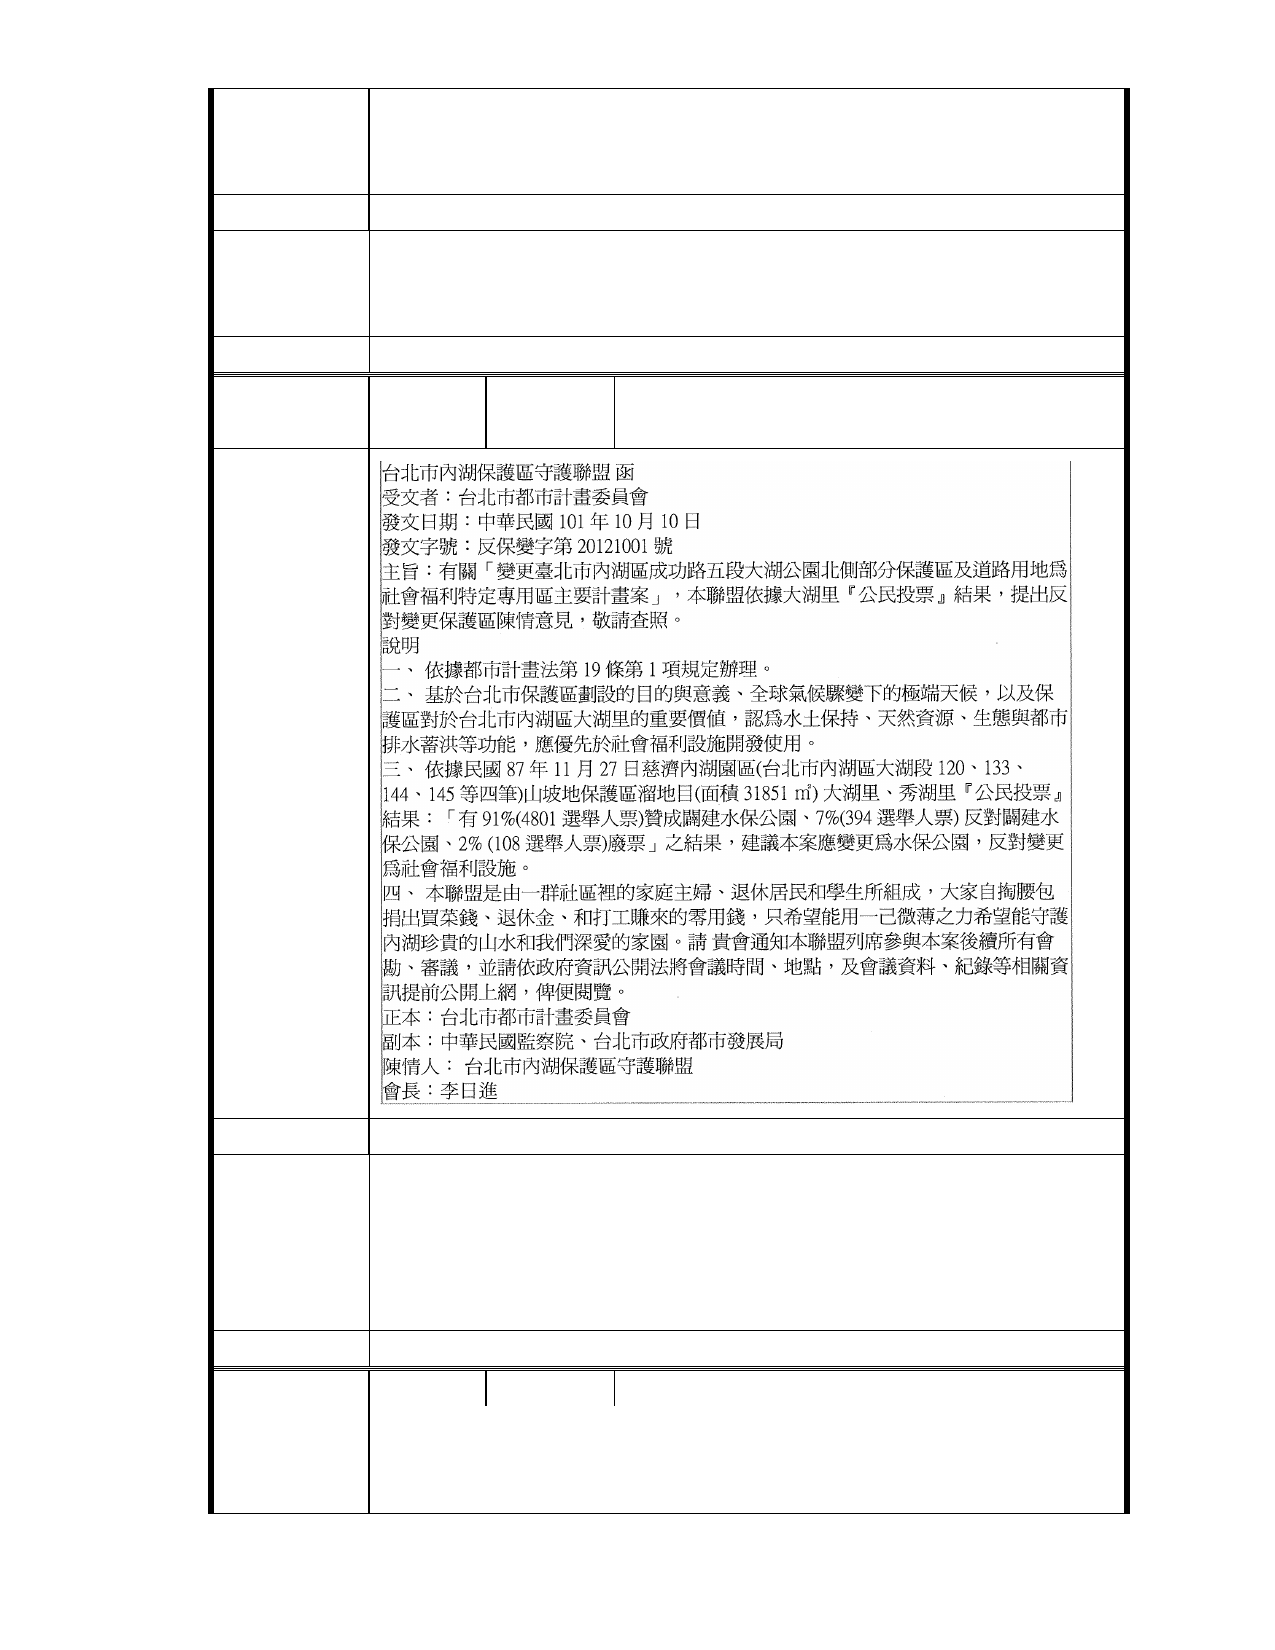 台北市內湖保護區守護聯盟 函
受文者：台北市都市計畫委員會
發文日期：中華民國 101 年 10 月 10 日
發文字號：反保變字第 20121001 號
主旨：有關「變更臺北市內湖區成功路五段大湖公園北側部分保護區及道路用地為
社會福利特定專用區主要計畫案」，本聯盟依據大湖里『公民投票』結果，提出反
對變更保護區陳情意見，敬請查照。
說明
一、 依據都市計畫法第 19 條第 1 項規定辦理。
二、 基於台北市保護區劃設的目的與意義、全球氣候驟變下的極端天候，以及保
護區對於台北市內湖區大湖里的重要價值，認為水土保持、天然資源、生態與都市
排水蓄洪等功能，應優先於社會福利設施開發使用。
三、 依據民國 87 年 11 月 27 日慈濟內湖園區(台北市內湖區大湖段 120、133、
144、145 等四筆)山坡地保護區溜地目(面積 31851 ㎡) 大湖里、秀湖里『公民投票』
結果：「有 91%(4801 選舉人票)贊成闢建水保公園、7%(394 選舉人票) 反對闢建水
保公園、2% (108 選舉人票)廢票」之結果，建議本案應變更為水保公園，反對變更
為社會福利設施。
四、 本聯盟是由一群社區裡的家庭主婦、退休居民和學生所組成，大家自掏腰包
捐出買菜錢、退休金、和打工賺來的零用錢，只希望能用一己微薄之力希望能守護
內湖珍貴的山水和我們深愛的家園。請 貴會通知本聯盟列席參與本案後續所有會
勘、審議，並請依政府資訊公開法將會議時間、地點，及會議資料、紀錄等相關資
訊提前公開上網，俾便閱覽。
正本：台北市都市計畫委員會
副本：中華民國監察院、台北市政府都市發展局
陳情人： 台北市內湖保護區守護聯盟
會長：李日進